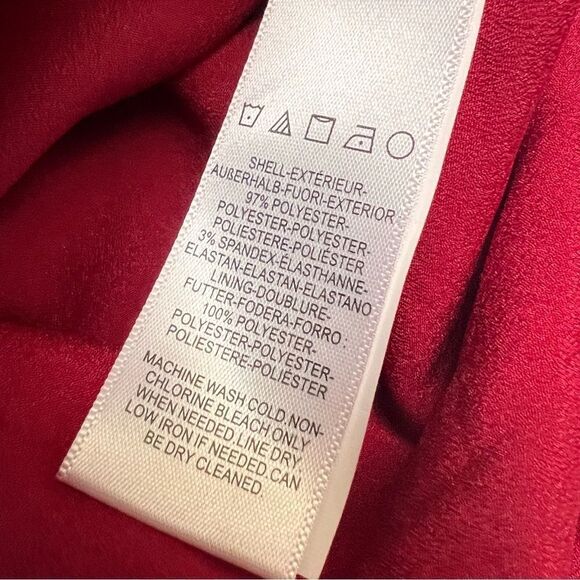 SHELL-EXTÉRIEUR-
AUßERHALB-FUORI-EXTERIOR
97% POLYESTER-
POLYESTER-POLYESTER-
POLIESTERE-POLIÉSTER
3% SPANDEX-ÉLASTHANNE-
ELASTAN-ELASTAN-ELASTANO
LINING-DOUBLURE-
FUTTER-FODERA-FORRO :
100% POLYESTER-
POLYESTER-POLYESTER-
POLIESTERE-POLIÉSTER
MACHINE WASH COLD. NON-
CHLORINE BLEACH ONLY
WHEN NEEDED. LINE DRY.
LOW IRON IF NEEDED. CAN
BE DRY CLEANED.